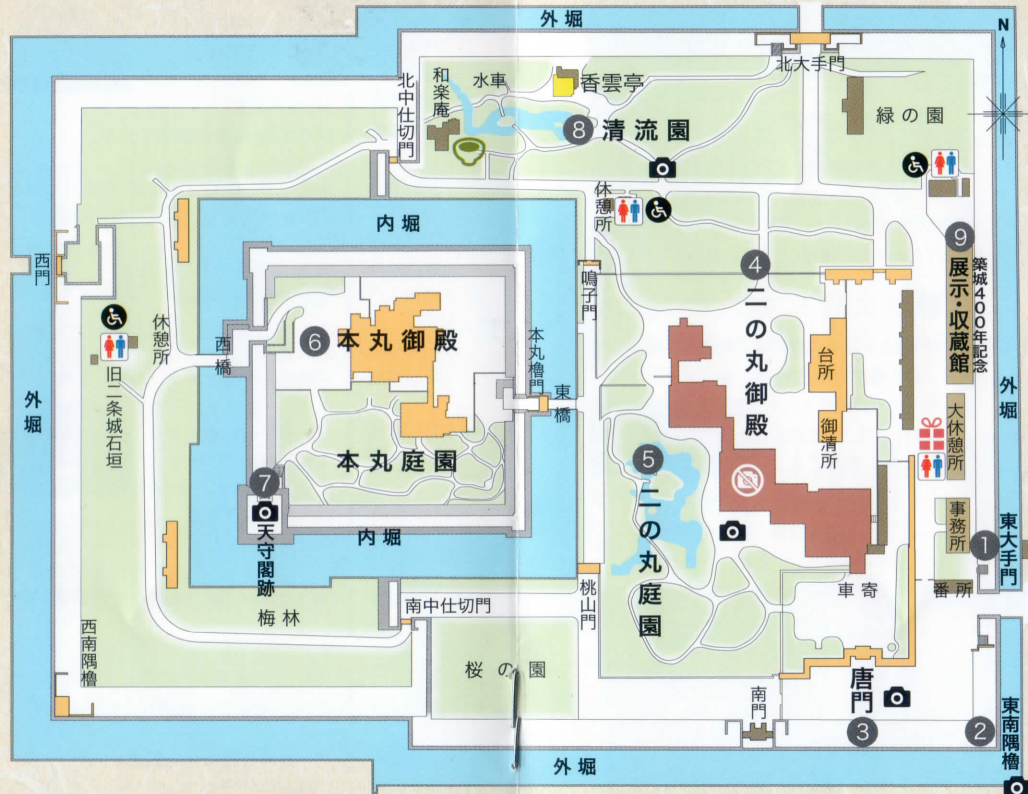 外堀
N
北大手門
北中仕切門
和楽庵
水車
香雲亭
緑の園
8 清流園
休憩所
内堀
西門
鳴子門
4 二の丸御殿
9 展示・収蔵館
築城400年記念
休憩所
西橋
6 本丸御殿
本丸櫓門
東橋
台所
御清所
外堀
旧二条城石垣
外堀
大休憩所
本丸庭園
5 二の丸庭園
7 天守閣跡
内堀
事務所
1 東大手門
番所
車寄
桃山門
南中仕切門
梅林
西南隅櫓
桜の園
唐門
3
南門
2 東南隅櫓
外堀